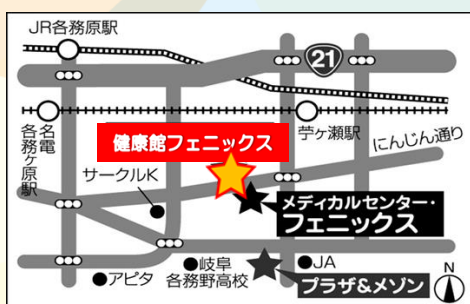 JR各務原駅
21
名電
各務ヶ原駅
健康館フェニックス
苧ヶ瀬駅
にんじん通り
サークルK
メディカルセンター・
フェニックス
アピタ
岐阜
各務野高校
JA
プラザ&メゾン
N